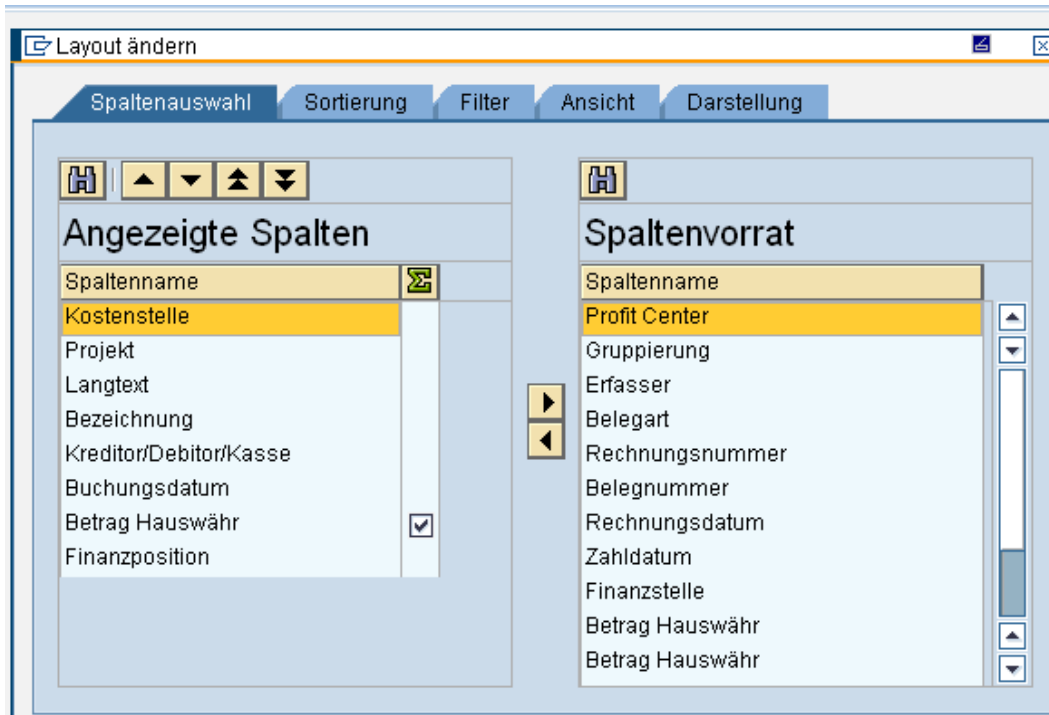 Layout ändern
Spaltenauswahl Sortierung Filter Ansicht Darstellung
Angezeigte Spalten
Spaltenname
Kostenstelle
Projekt
Langtext
Bezeichnung
Kreditor/Debitor/Kasse
Buchungsdatum
Betrag Hauswähr
Finanzposition
Spaltenvorrat
Spaltenname
Profit Center
Gruppierung
Erfasser
Belegart
Rechnungsnummer
Belegnummer
Rechnungsdatum
Zahldatum
Finanzstelle
Betrag Hauswähr
Betrag Hauswähr